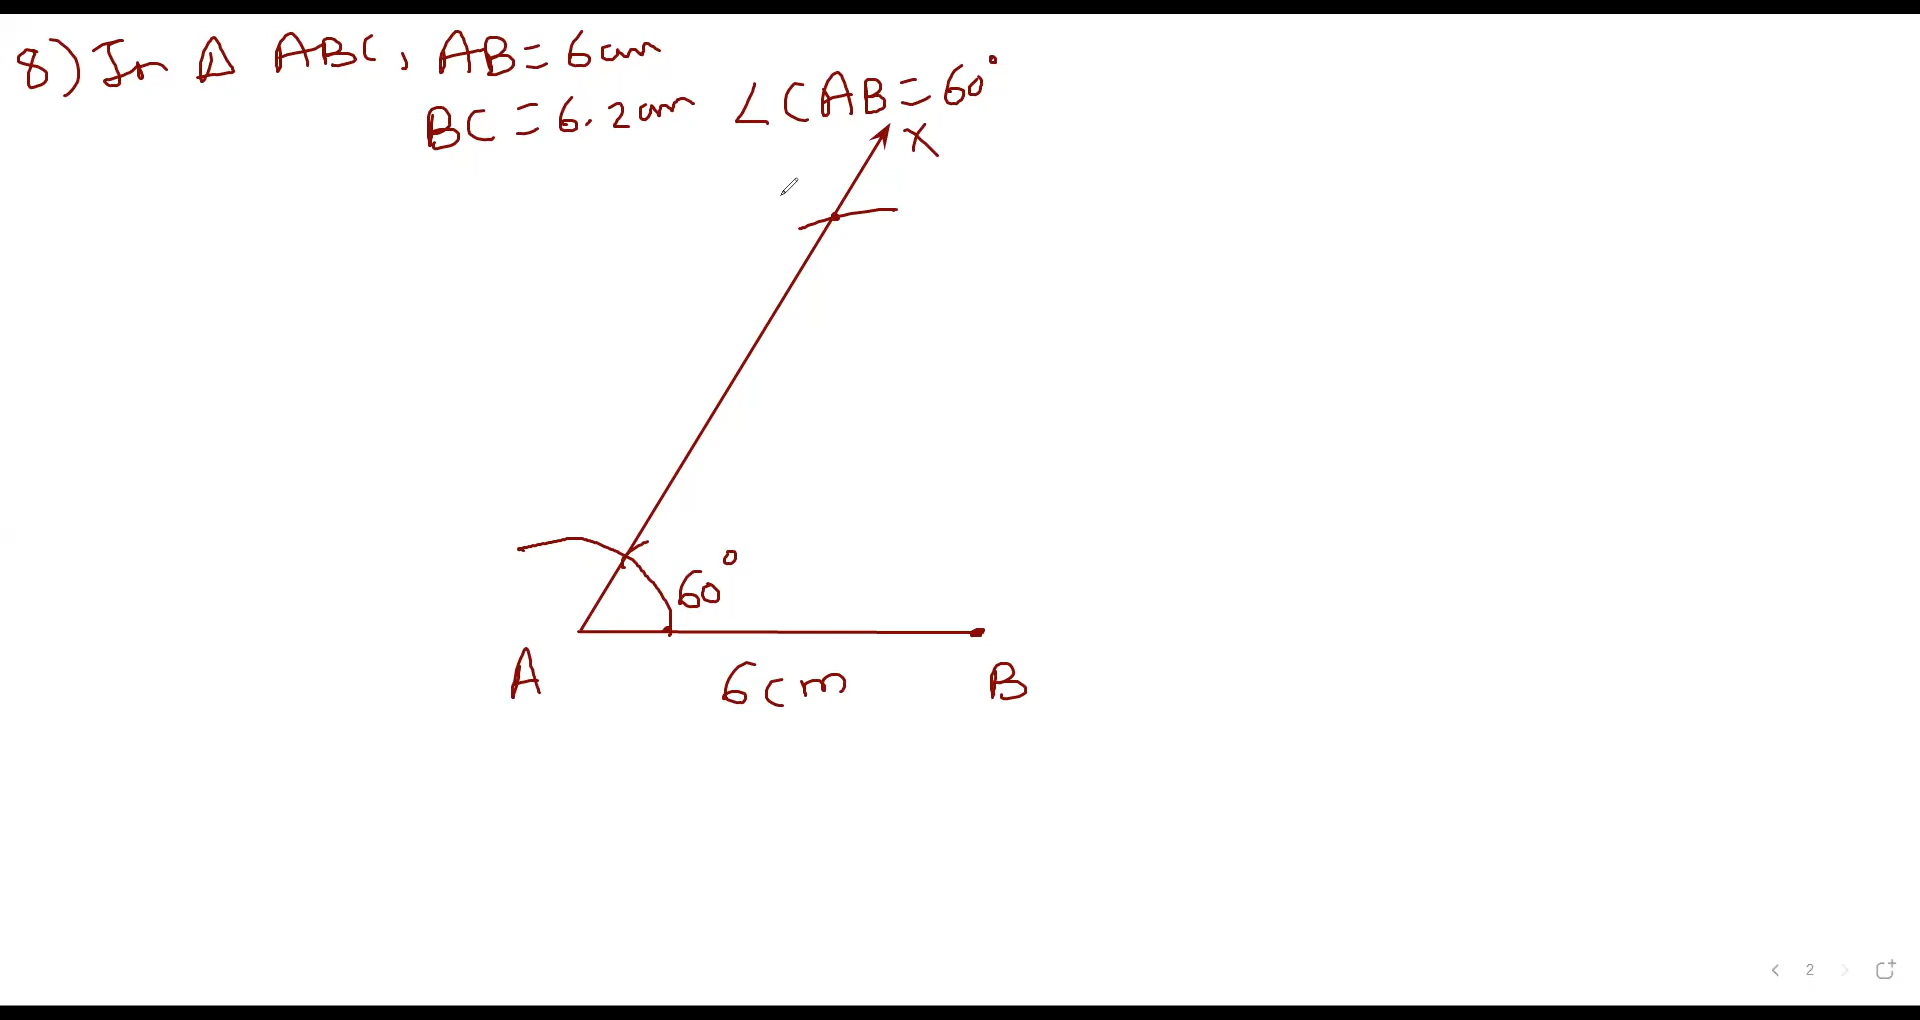 8) In Δ ABC, AB = 6cm
BC = 6.2cm ∠CAB = 60°
X
60°
A 6cm B
2